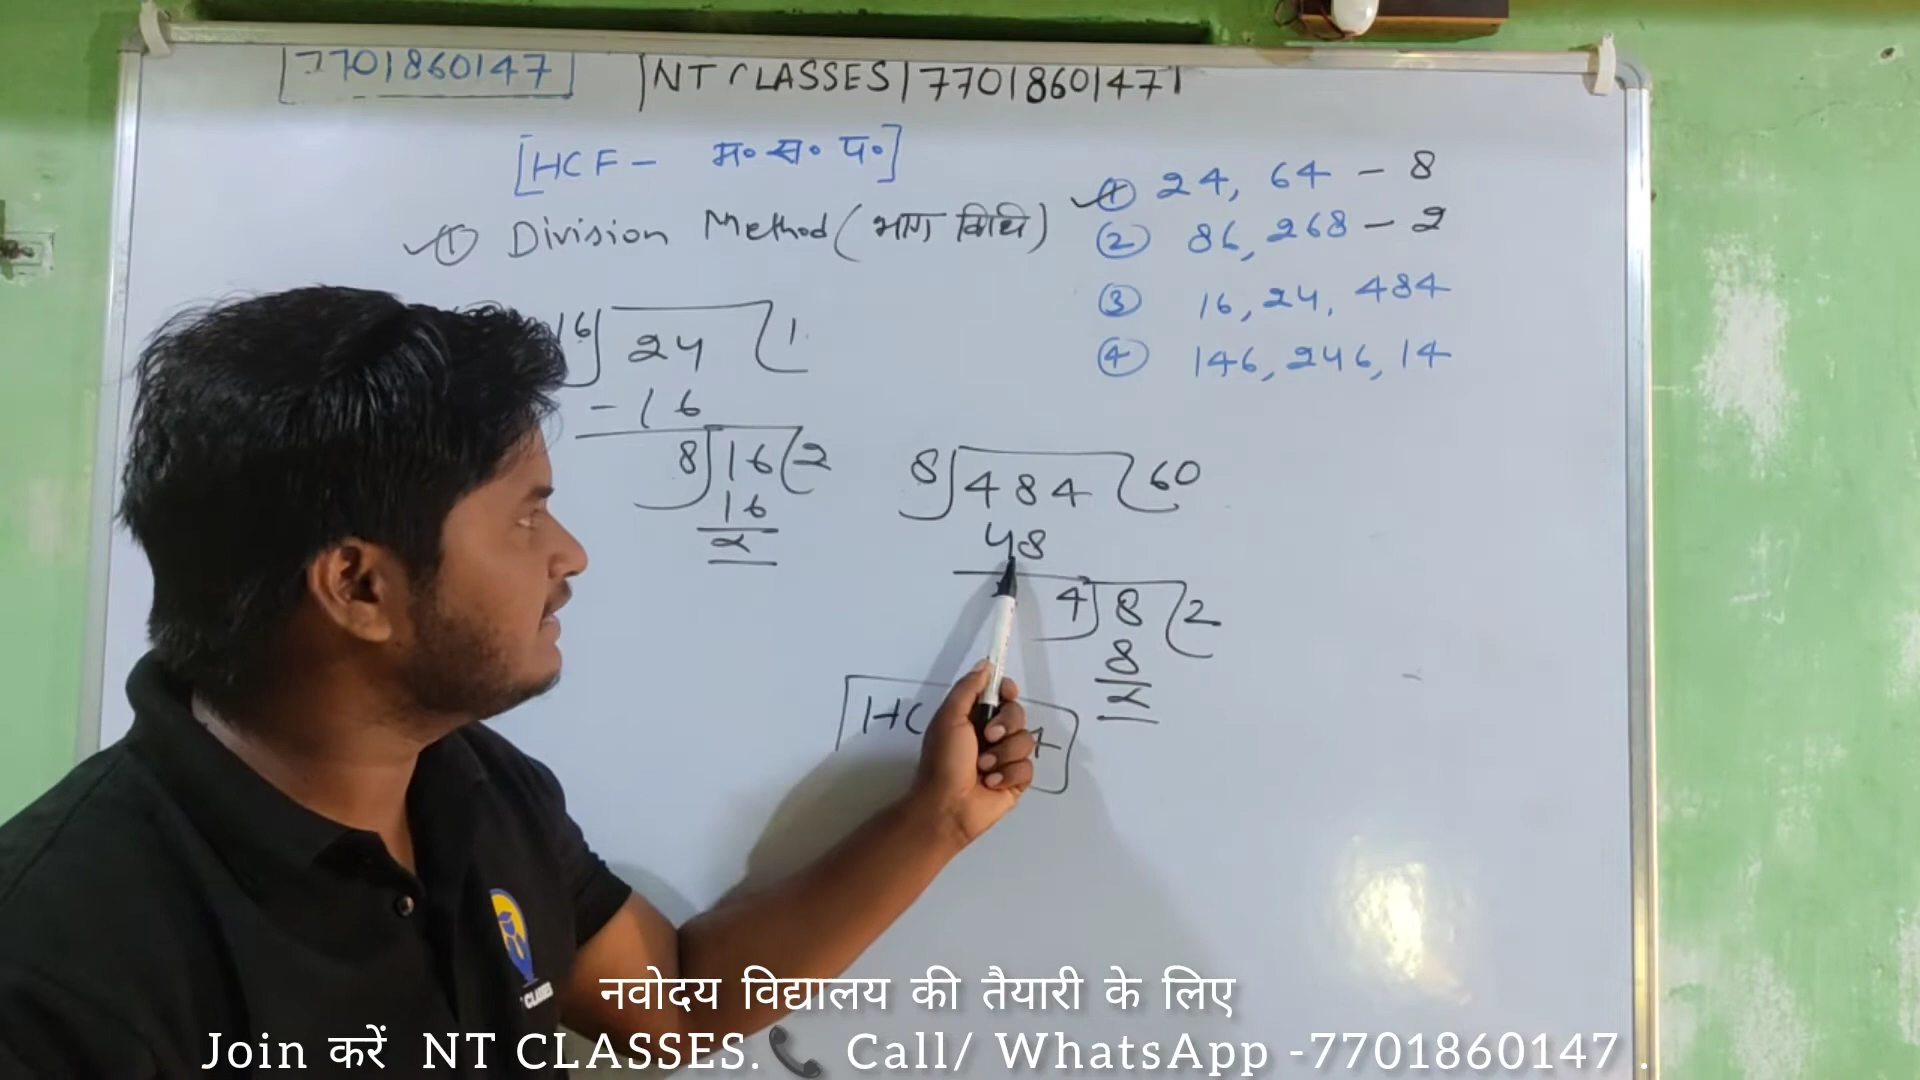 7701860147 |NT CLASSES|7701860147|
[HCF - म॰ स॰ प॰]
① Division Method (भाग विधि)
① 24, 64 - 8
② 86, 268 - 2
③ 16, 24, 484
④ 146, 246, 14
16) 24 (1
- 16
8) 16 (2
16
×
8) 484 (60
48
4) 8 (2
8
×
HC 4
CLASSES
नवोदय विद्यालय की तैयारी के लिए
Join करें NT CLASSES. Call/ WhatsApp -7701860147 .